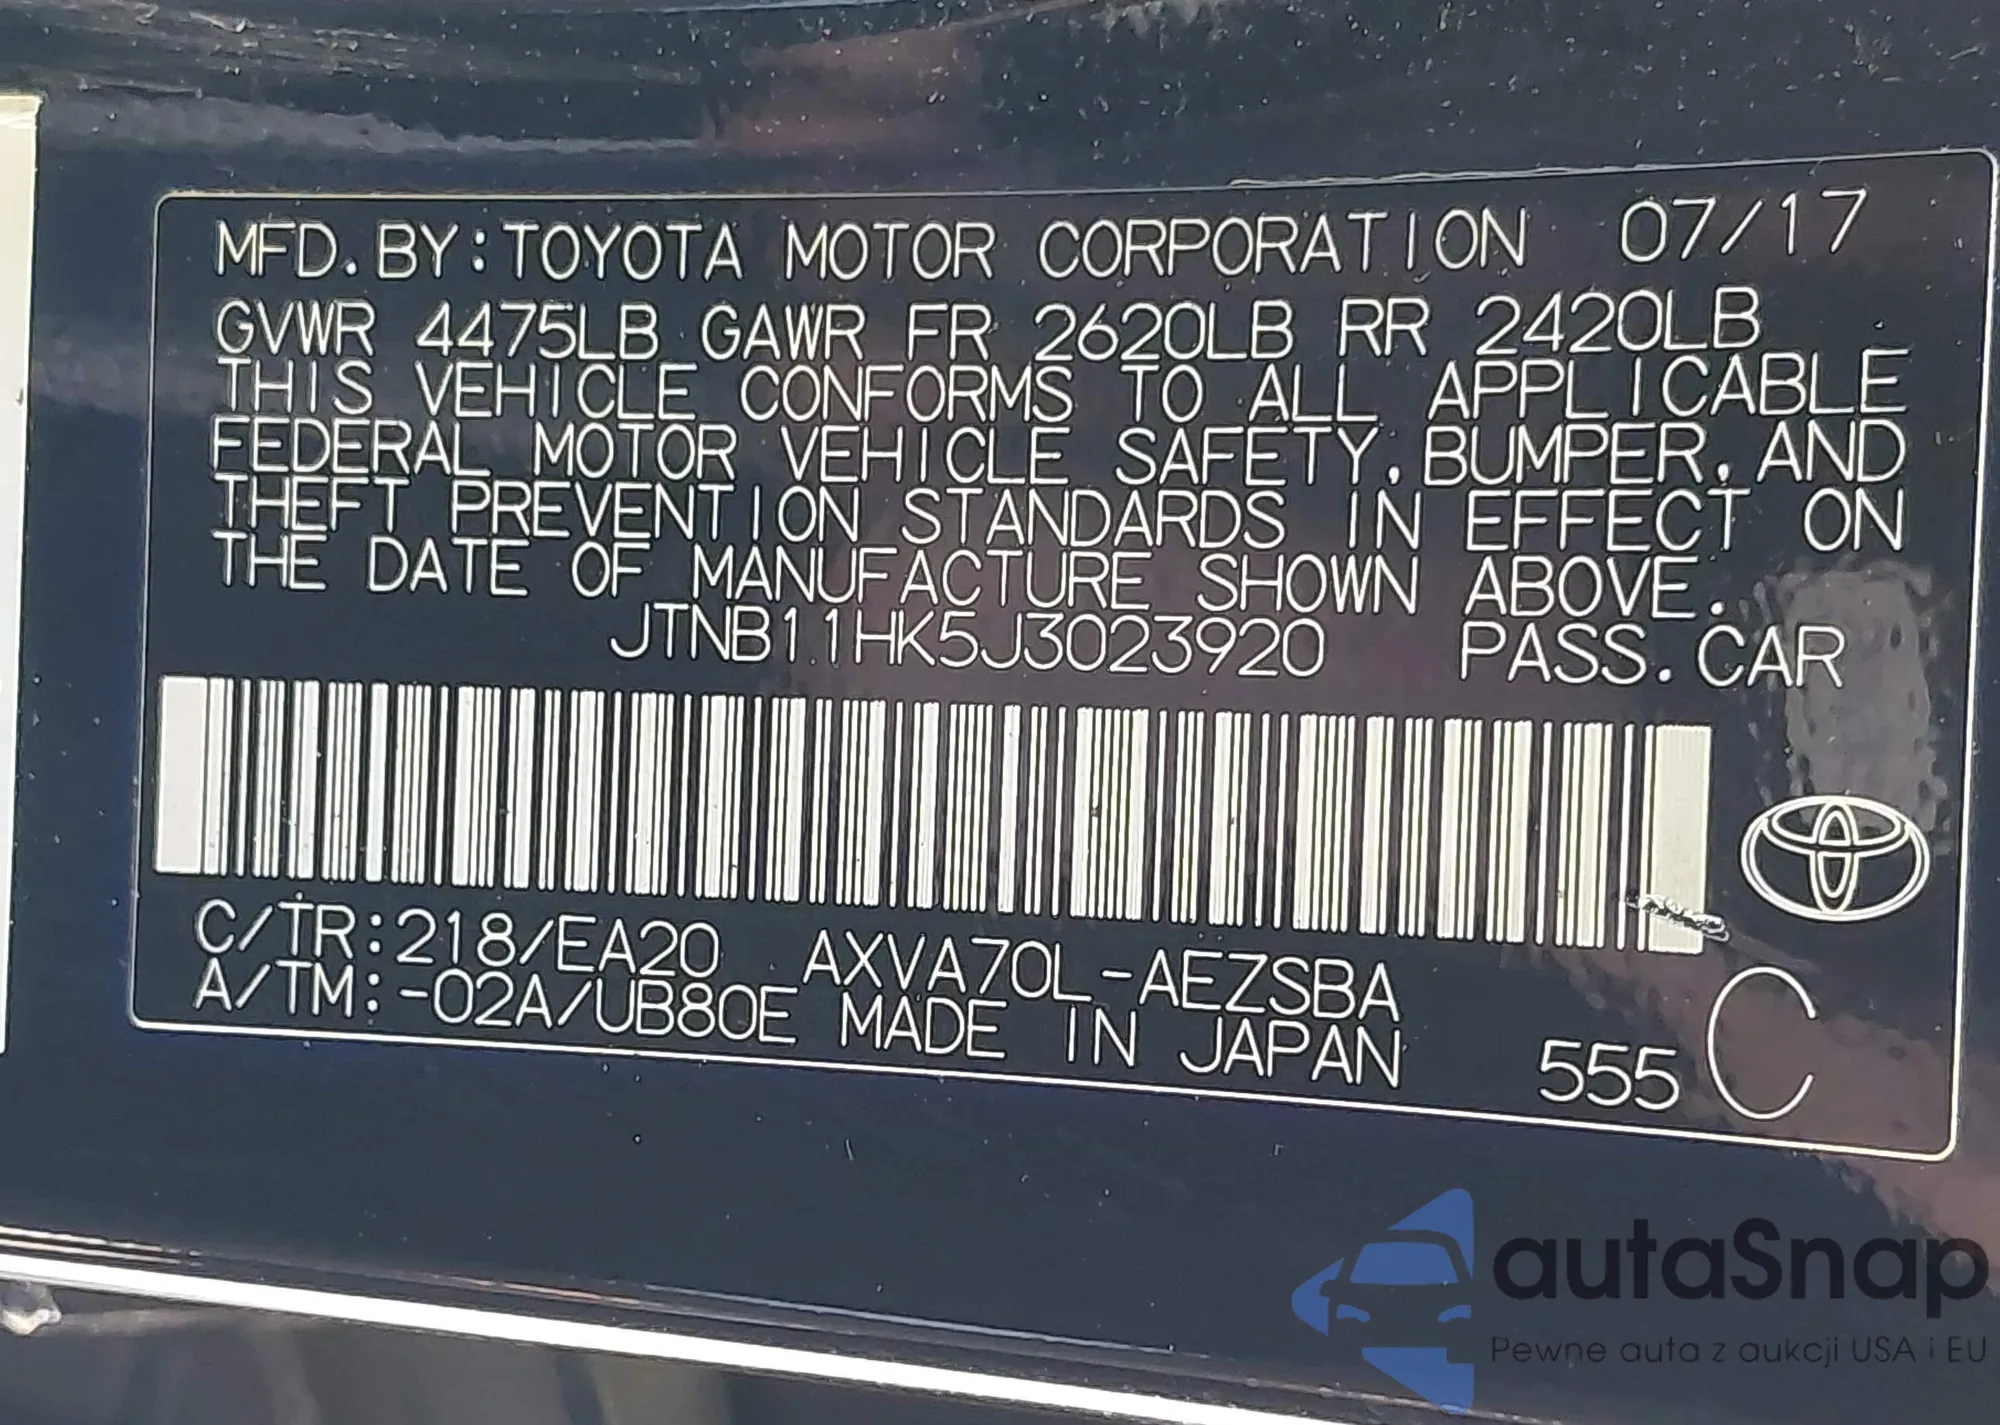 MFD. BY: TOYOTA MOTOR CORPORATION 07/17
GVWR 4475LB GAWR FR 2620LB RR 2420LB
THIS VEHICLE CONFORMS TO ALL APPLICABLE
FEDERAL MOTOR VEHICLE SAFETY, BUMPER, AND
THEFT PREVENTION STANDARDS IN EFFECT ON
THE DATE OF MANUFACTURE SHOWN ABOVE.
JTNB11HK5J3023920 PASS. CAR
C/TR: 218/EA20 AXVA70L-AEZSBA
A/TM: -02A/UB80E MADE IN JAPAN 555 C
autaSnap
Pewne auta z aukcji USA i EU